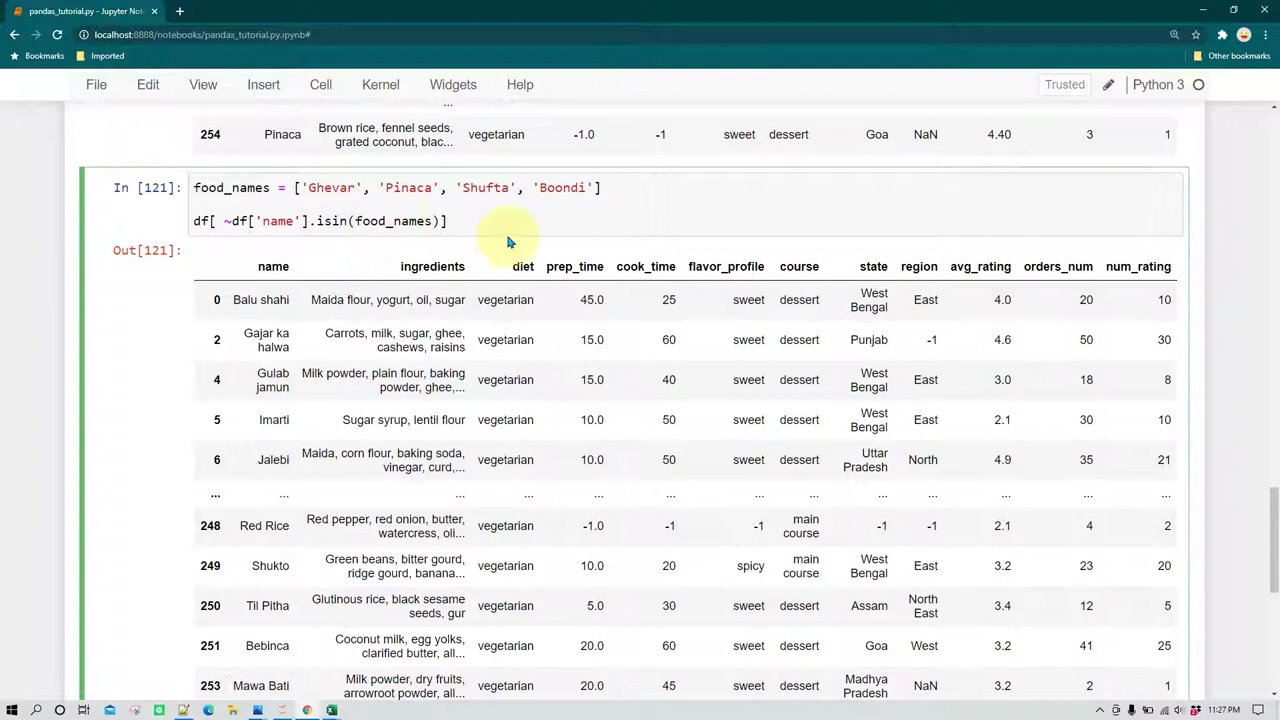 pandas_tutorial.py - Jupyter Not
localhost:8888/notebooks/pandas_tutorial.py.ipynb#
Bookmarks Imported Other bookmarks
File Edit View Insert Cell Kernel Widgets Help Trusted Python 3
...
254 Pinaca Brown rice, fennel seeds, grated coconut, blac... vegetarian -1.0 -1 sweet dessert Goa NaN 4.40 3 1
In [121]: food_names = ['Ghevar', 'Pinaca', 'Shufta', 'Boondi']
df[ ~df['name'].isin(food_names)]
Out[121]:
name ingredients diet prep_time cook_time flavor_profile course state region avg_rating orders_num num_rating
0 Balu shahi Maida flour, yogurt, oil, sugar vegetarian 45.0 25 sweet dessert West Bengal East 4.0 20 10
2 Gajar ka halwa Carrots, milk, sugar, ghee, cashews, raisins vegetarian 15.0 60 sweet dessert Punjab -1 4.6 50 30
4 Gulab jamun Milk powder, plain flour, baking powder, ghee,... vegetarian 15.0 40 sweet dessert West Bengal East 3.0 18 8
5 Imarti Sugar syrup, lentil flour vegetarian 10.0 50 sweet dessert West Bengal East 2.1 30 10
6 Jalebi Maida, corn flour, baking soda, vinegar, curd,... vegetarian 10.0 50 sweet dessert Uttar Pradesh North 4.9 35 21
... ... ... ... ... ... ... ... ... ... ... ... ...
248 Red Rice Red pepper, red onion, butter, watercress, oli... vegetarian -1.0 -1 -1 main course -1 -1 2.1 4 2
249 Shukto Green beans, bitter gourd, ridge gourd, banana... vegetarian 10.0 20 spicy main course West Bengal East 3.2 23 20
250 Til Pitha Glutinous rice, black sesame seeds, gur vegetarian 5.0 30 sweet dessert Assam North East 3.4 12 5
251 Bebinca Coconut milk, egg yolks, clarified butter, all... vegetarian 20.0 60 sweet dessert Goa West 3.2 41 25
253 Mawa Bati Milk powder, dry fruits, arrowroot powder, all... vegetarian 20.0 45 sweet dessert Madhya Pradesh NaN 3.2 2 1
11:27 PM